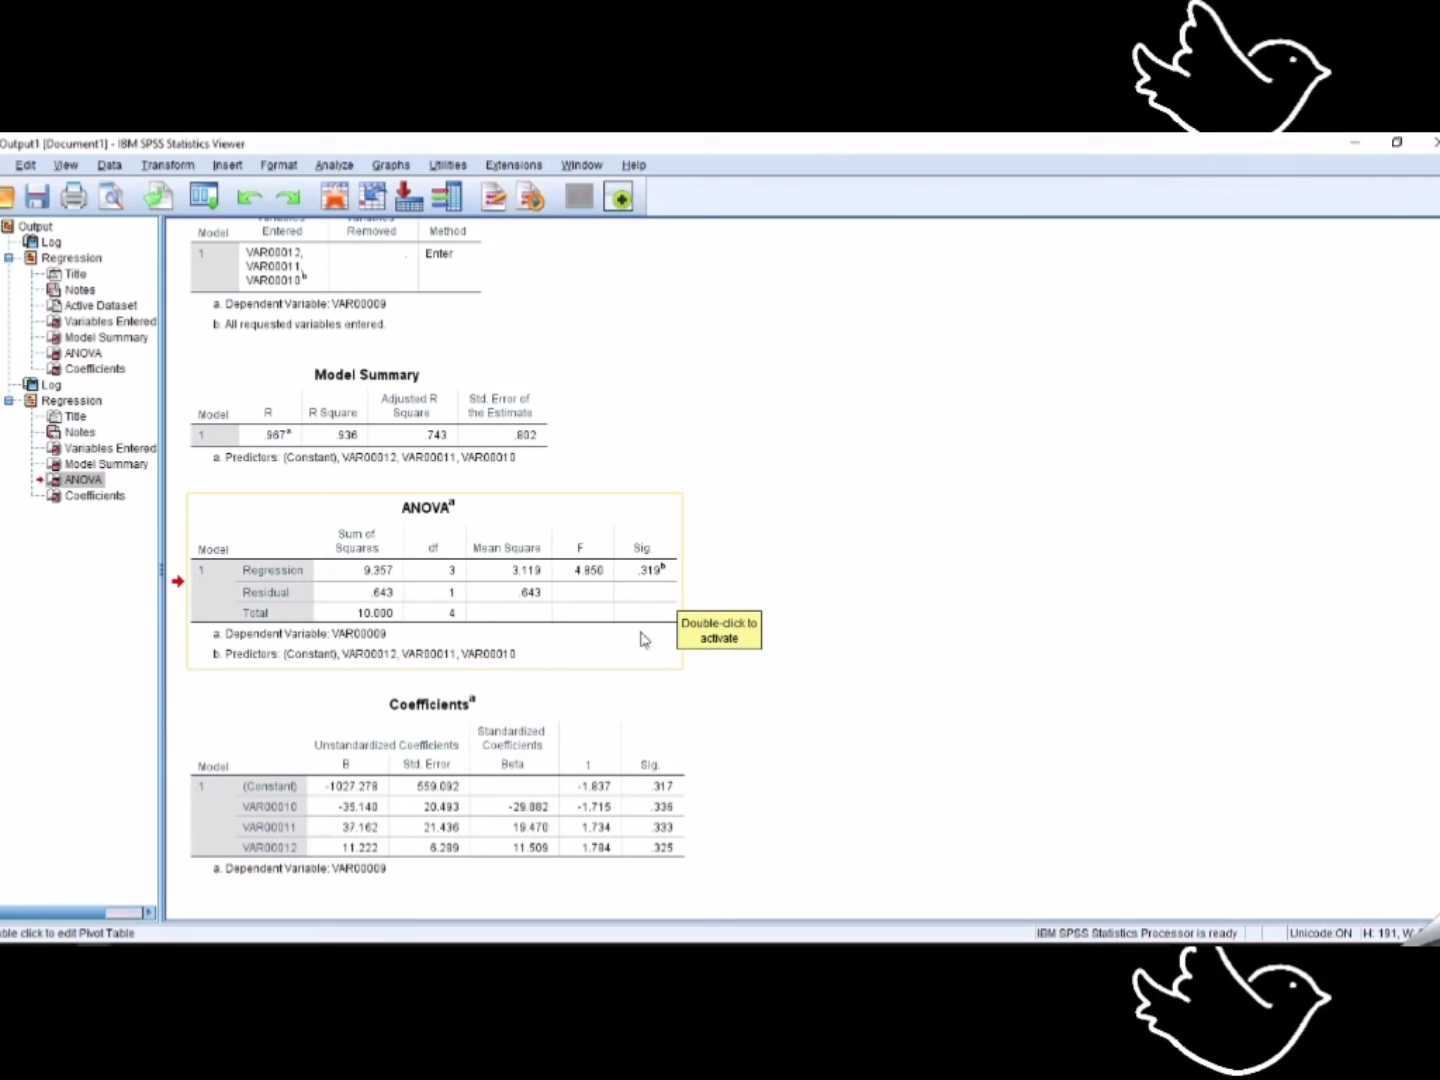 Output1 [Document1] - IBM SPSS Statistics Viewer
Edit View Data Transform Insert Format Analyze Graphs Utilities Extensions Window Help
Output
Log
Regression
Title
Notes
Active Dataset
Variables Entered
Model Summary
ANOVA
Coefficients
Log
Regression
Title
Notes
Variables Entered
Model Summary
ANOVA
Coefficients
Model Entered Removed Method
1 VAR00012, . Enter
VAR00011,
VAR00010b
a. Dependent Variable: VAR00009
b. All requested variables entered.
Model Summary
Adjusted R Std. Error of
Model R R Square Square the Estimate
1 .967a .936 .743 .802
a. Predictors: (Constant), VAR00012, VAR00011, VAR00010
ANOVAa
Sum of
Model Squares df Mean Square F Sig.
1 Regression 9.357 3 3.119 4.850 .319b
Residual .643 1 .643
Total 10.000 4
a. Dependent Variable: VAR00009
b. Predictors: (Constant), VAR00012, VAR00011, VAR00010
Double-click to
activate
Coefficientsa
Standardized
Unstandardized Coefficients Coefficients
Model B Std. Error Beta t Sig.
1 (Constant) -1027.278 559.092 -1.837 .317
VAR00010 -35.140 20.493 -29.882 -1.715 .336
VAR00011 37.162 21.436 19.470 1.734 .333
VAR00012 11.222 6.289 11.509 1.784 .325
a. Dependent Variable: VAR00009
click to edit Pivot Table
IBM SPSS Statistics Processor is ready Unicode:ON H: 191, W: